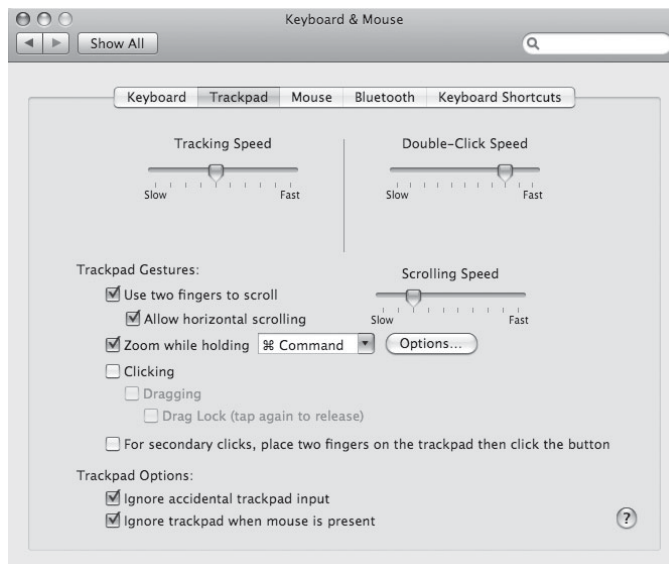 Keyboard & Mouse
Show All
Keyboard Trackpad Mouse Bluetooth Keyboard Shortcuts
Tracking Speed Double-Click Speed
Slow Fast Slow Fast
Trackpad Gestures: Scrolling Speed
Use two fingers to scroll
Allow horizontal scrolling Slow Fast
Zoom while holding ⌘ Command Options...
Clicking
Dragging
Drag Lock (tap again to release)
For secondary clicks, place two fingers on the trackpad then click the button
Trackpad Options:
Ignore accidental trackpad input
Ignore trackpad when mouse is present ?